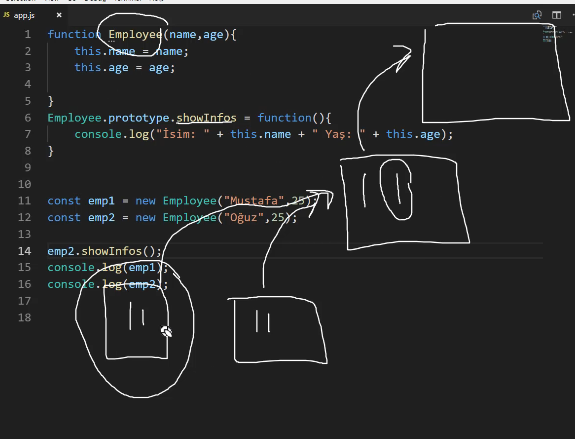 JS app.js ×
1 function Employee(name,age){
2 this.name = name;
3 this.age = age;
4
5 }
6 Employee.prototype.showInfos = function(){
7 console.log("İsim: " + this.name + " Yaş: " + this.age);
8 }
9
10
11 const emp1 = new Employee("Mustafa",25);
12 const emp2 = new Employee("Oğuz",25);
13
14 emp2.showInfos();
15 console.log(emp1);
16 console.log(emp2);
17
18